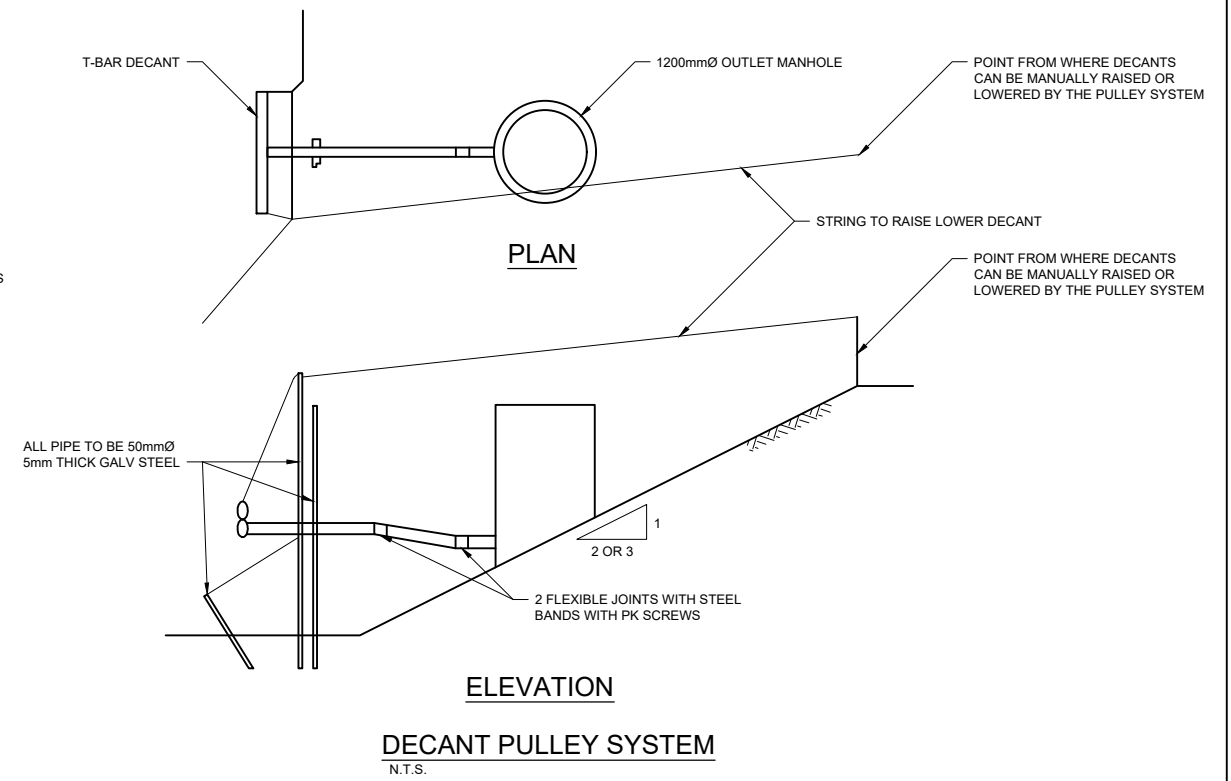 T-BAR DECANT
1200mmØ OUTLET MANHOLE
POINT FROM WHERE DECANTS
CAN BE MANUALLY RAISED OR
LOWERED BY THE PULLEY SYSTEM
STRING TO RAISE LOWER DECANT
PLAN
S
POINT FROM WHERE DECANTS
CAN BE MANUALLY RAISED OR
LOWERED BY THE PULLEY SYSTEM
ALL PIPE TO BE 50mmØ
5mm THICK GALV STEEL
1
2 OR 3
2 FLEXIBLE JOINTS WITH STEEL
BANDS WITH PK SCREWS
ELEVATION
DECANT PULLEY SYSTEM
N.T.S.